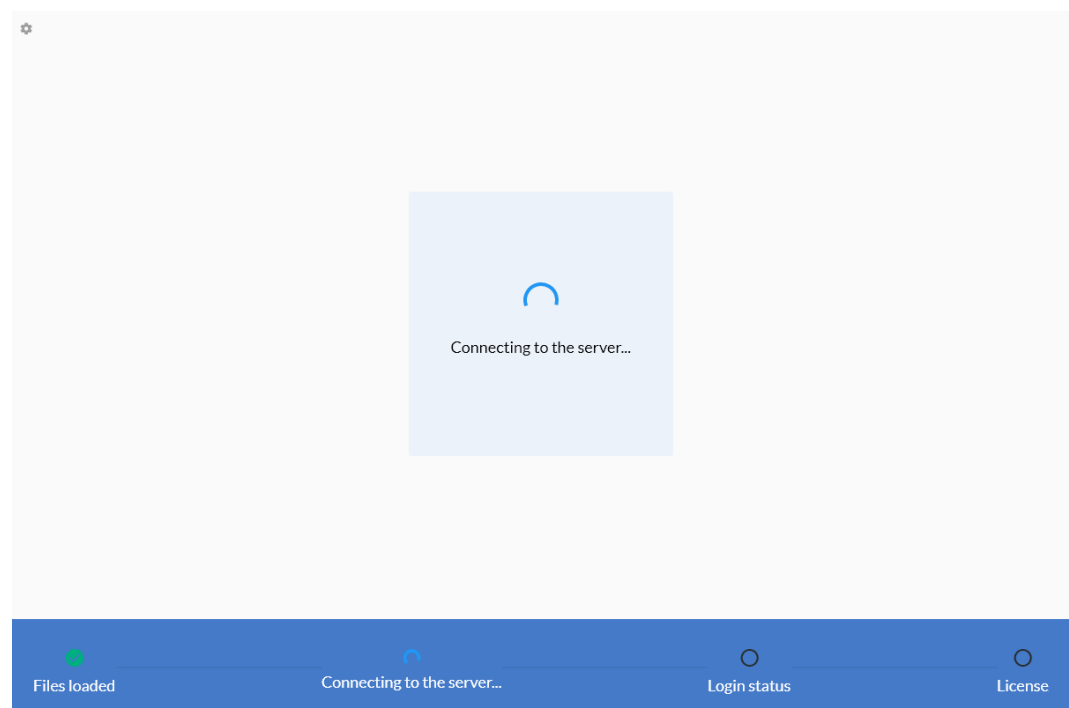 Connecting to the server...
Files loaded
Connecting to the server...
Login status
License